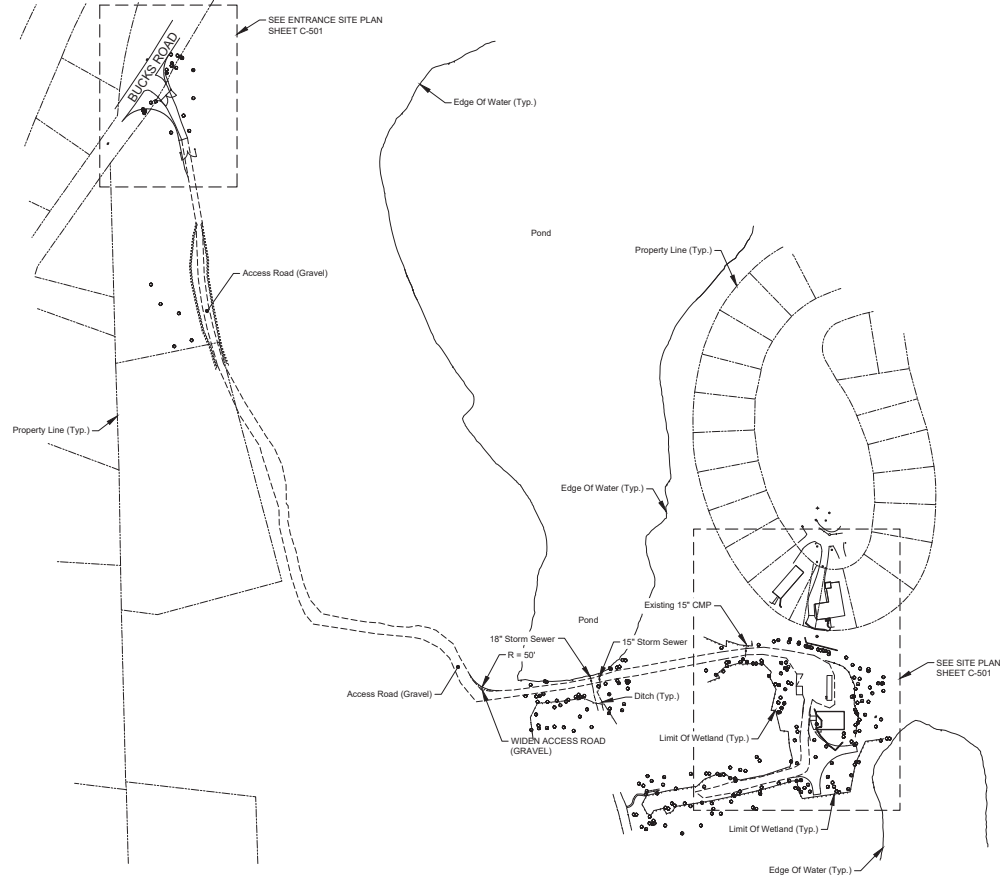 SEE ENTRANCE SITE PLAN
SHEET C-501
BUCKS ROAD
Edge Of Water (Typ.)
Pond
Property Line (Typ.)
Access Road (Gravel)
Property Line (Typ.)
Edge Of Water (Typ.)
Existing 15" CMP
Pond
18" Storm Sewer
15" Storm Sewer
R = 50'
SEE SITE PLAN
SHEET C-501
Access Road (Gravel)
Ditch (Typ.)
WIDEN ACCESS ROAD
(GRAVEL)
Limit Of Wetland (Typ.)
Limit Of Wetland (Typ.)
Edge Of Water (Typ.)